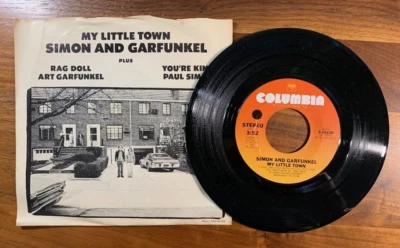 MY LITTLE TOWN
SIMON AND GARFUNKEL
PLUS
RAG DOLL
ART GARFUNKEL
YOU'RE KIN
PAUL SIM
COLUMBIA
STEREO
3:52
SIMON AND GARFUNKEL
MY LITTLE TOWN